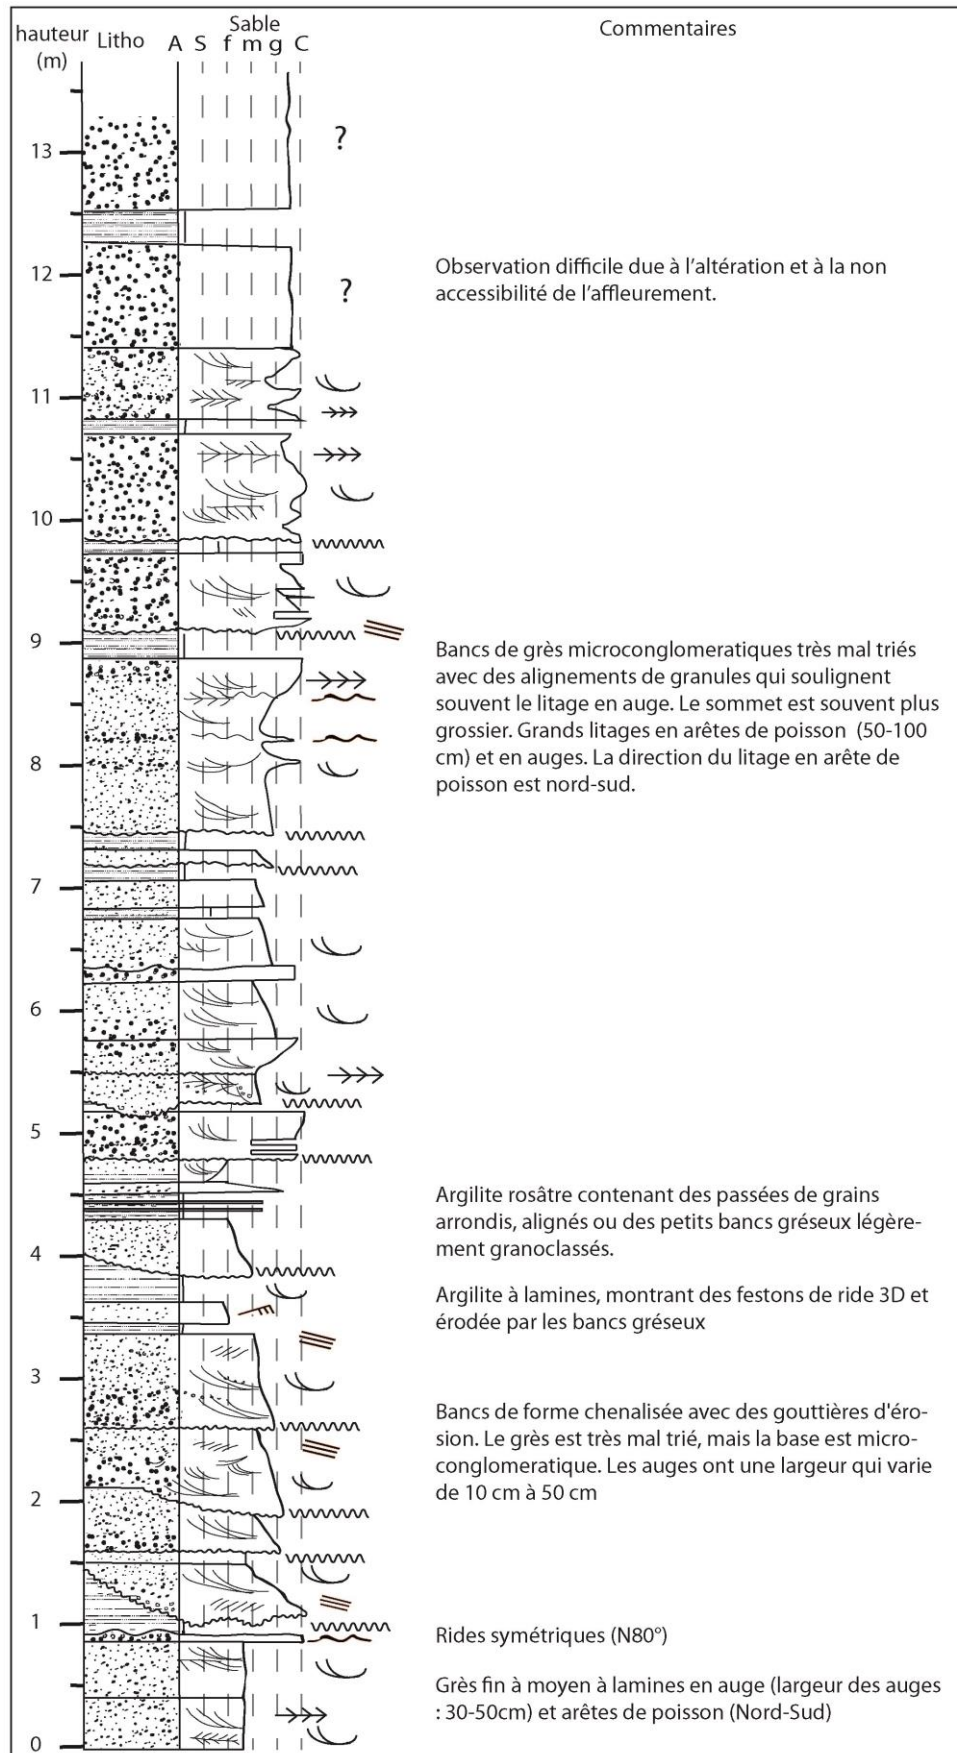 hauteur
(m)
Litho
Sable
A S f m g C
Commentaires
13
?
12
?
Observation difficile due à l'altération et à la non
accessibilité de l'affleurement.
11
10
9
Bancs de grès microconglomeratiques très mal triés
avec des alignements de granules qui soulignent
souvent le litage en auge. Le sommet est souvent plus
grossier. Grands litages en arêtes de poisson (50-100
cm) et en auges. La direction du litage en arête de
poisson est nord-sud.
8
7
6
5
Argilite rosâtre contenant des passées de grains
arrondis, alignés ou des petits bancs gréseux légère-
ment granoclassés.
4
Argilite à lamines, montrant des festons de ride 3D et
érodée par les bancs gréseux
3
Bancs de forme chenalisée avec des gouttières d'éro-
sion. Le grès est très mal trié, mais la base est micro-
conglomeratique. Les auges ont une largeur qui varie
de 10 cm à 50 cm
2
1
Rides symétriques (N80°)
Grès fin à moyen à lamines en auge (largeur des auges
: 30-50cm) et arêtes de poisson (Nord-Sud)
0